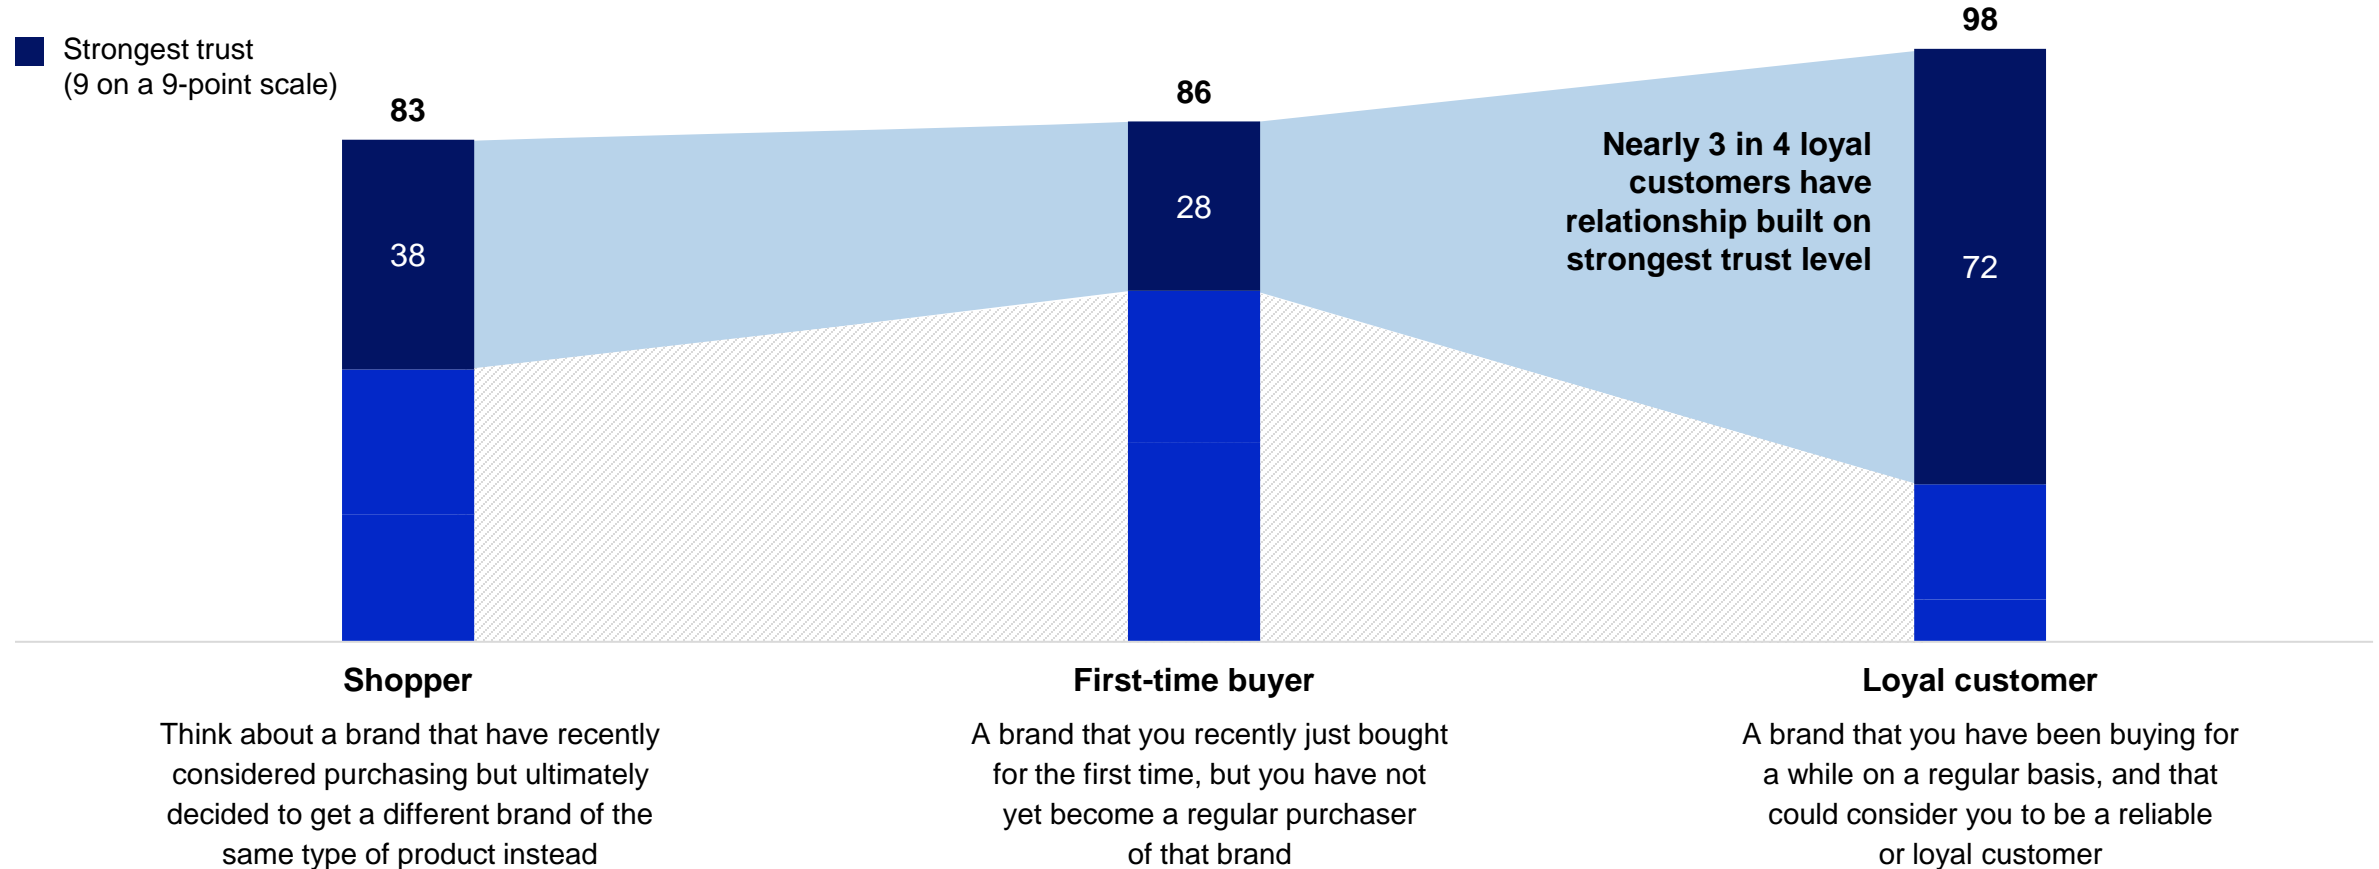 Strongest trust
(9 on a 9-point scale)
83
86
98
38
28
72
Nearly 3 in 4 loyal
customers have
relationship built on
strongest trust level
Shopper
Think about a brand that have recently
considered purchasing but ultimately
decided to get a different brand of the
same type of product instead
First-time buyer
A brand that you recently just bought
for the first time, but you have not
yet become a regular purchaser
of that brand
Loyal customer
A brand that you have been buying for
a while on a regular basis, and that
could consider you to be a reliable
or loyal customer